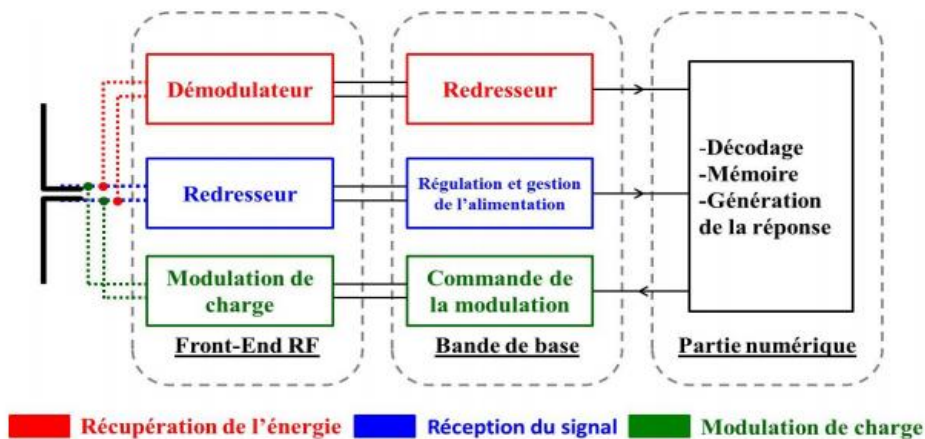 Démodulateur
Redresseur
Redresseur
Régulation et gestion
de l'alimentation
Modulation de
charge
Commande de
la modulation
-Décodage
-Mémoire
-Génération
de la réponse
Front-End RF
Bande de base
Partie numérique
Récupération de l'énergie
Réception du signal
Modulation de charge